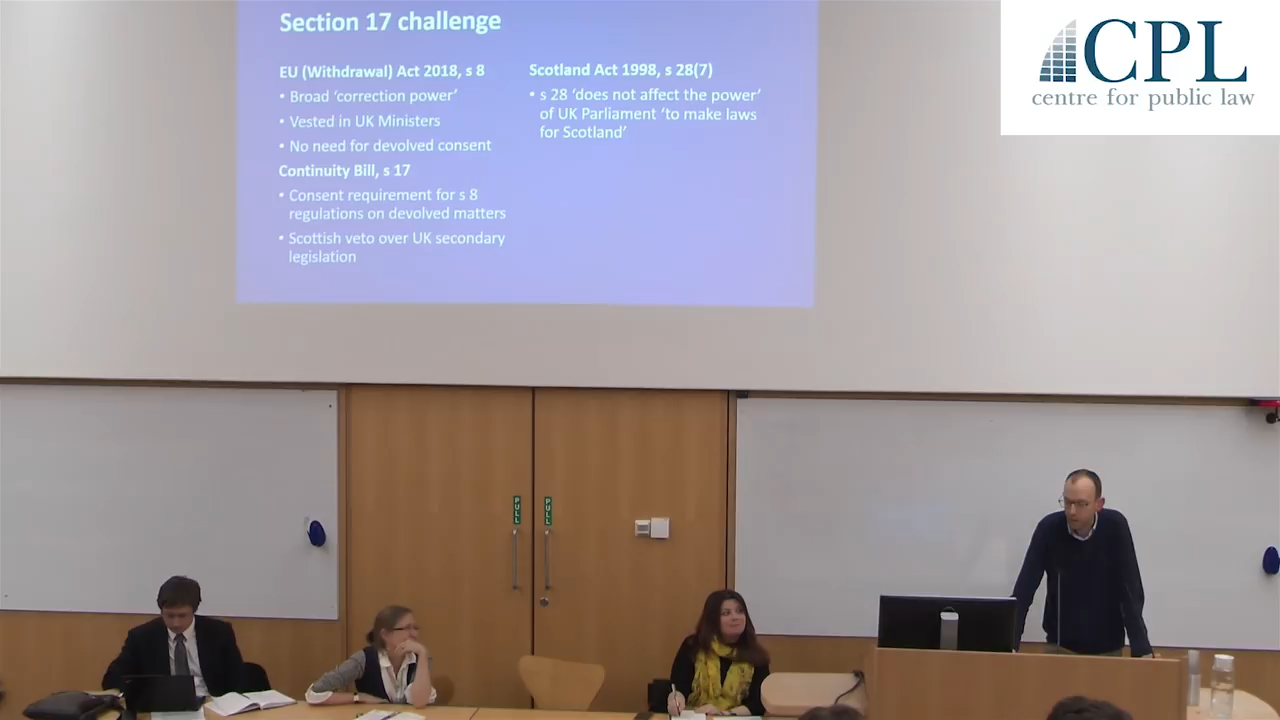 Section 17 challenge
EU (Withdrawal) Act 2018, s 8
• Broad ‘correction power’
• Vested in UK Ministers
• No need for devolved consent
Continuity Bill, s 17
• Consent requirement for s 8
regulations on devolved matters
• Scottish veto over UK secondary
legislation
Scotland Act 1998, s 28(7)
• s 28 ‘does not affect the power’
of UK Parliament ‘to make laws
for Scotland’
CPL
centre for public law
PULL
PULL